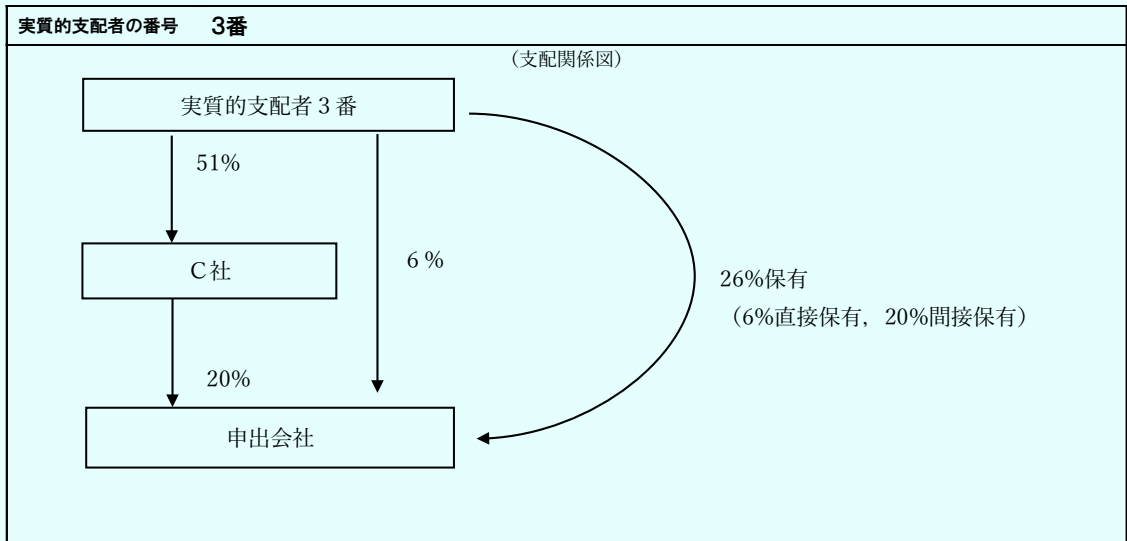 実質的支配者の番号 3番
（支配関係図）
実質的支配者３番
51%
C社
6％
26%保有
（6%直接保有，20%間接保有）
20%
申出会社